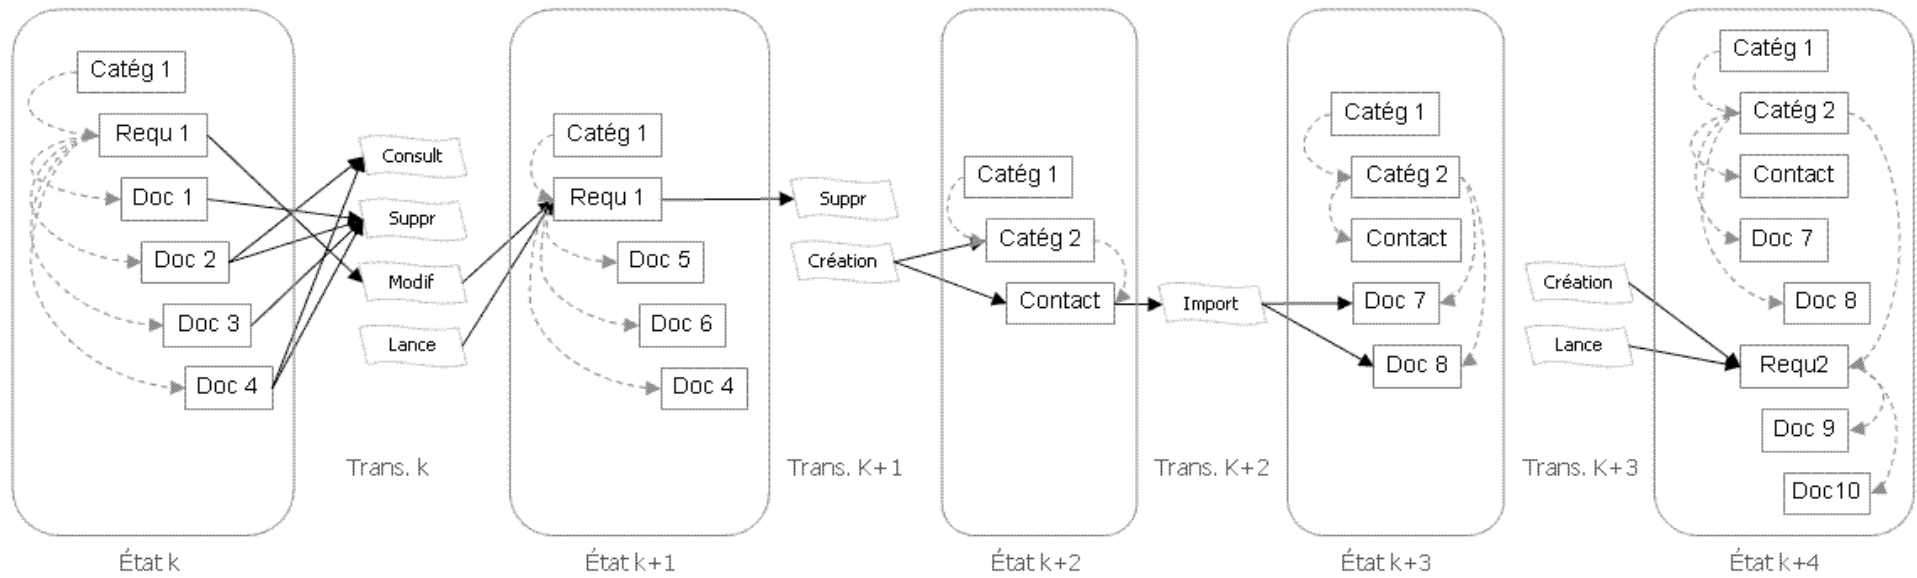 Catég 1
Requ 1
Doc 1
Doc 2
Doc 3
Doc 4
État k
Consult
Suppr
Modif
Lance
Trans. k
Catég 1
Requ 1
Doc 5
Doc 6
Doc 4
État k+1
Suppr
Création
Trans. K+1
Catég 1
Catég 2
Contact
État k+2
Import
Trans. K+2
Catég 1
Catég 2
Contact
Doc 7
Doc 8
État k+3
Création
Lance
Trans. K+3
Catég 1
Catég 2
Contact
Doc 7
Doc 8
Requ2
Doc 9
Doc10
État k+4